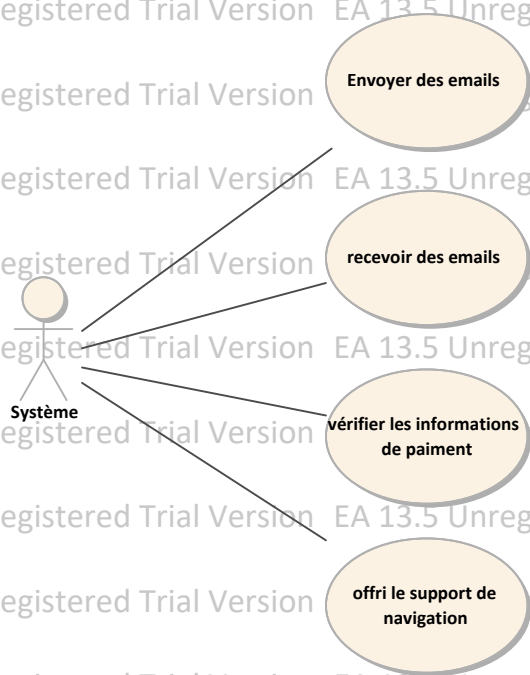 egistered Trial Version EA 13.5 Unreg
Envoyer des emails
egistered Trial Version
egistered Trial Version EA 13.5 Unreg
recevoir des emails
egistered Trial Version
egistered Trial Version EA 13.5 Unreg
Système
vérifier les informations
de paiment
egistered Trial Version
egistered Trial Version EA 13.5 Unreg
offri le support de
navigation
egistered Trial Version